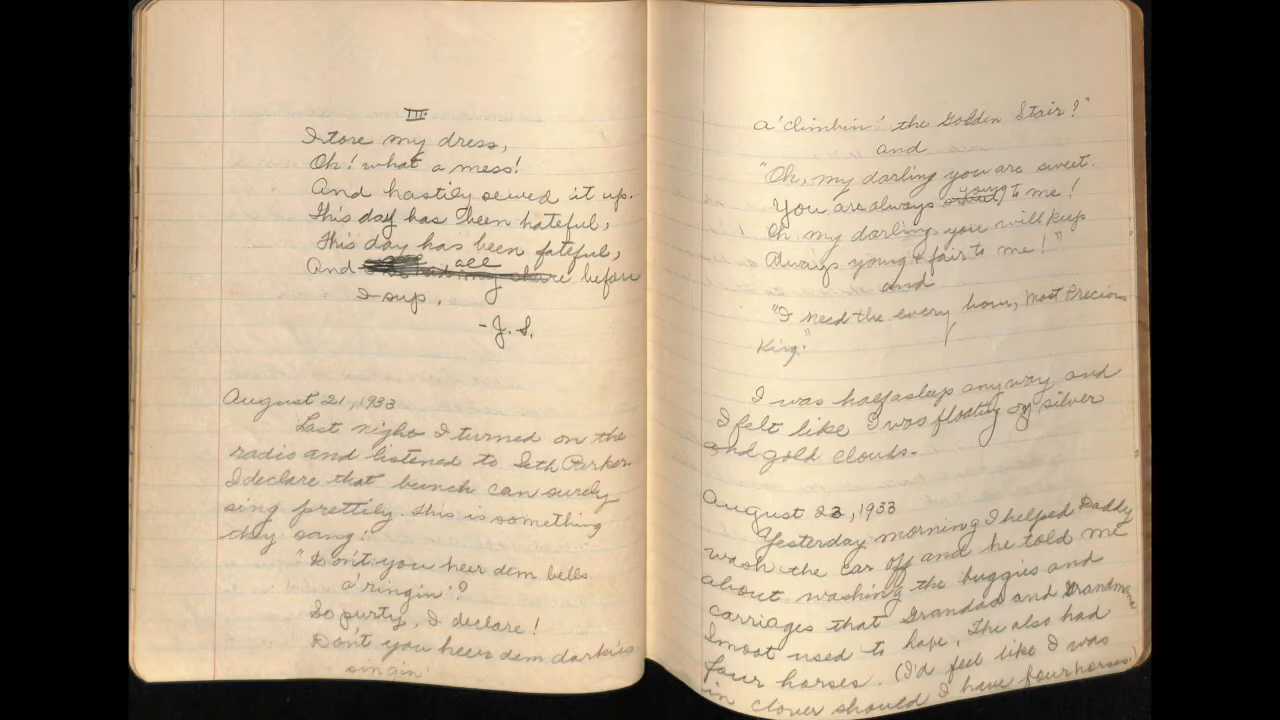 III.
I tore my dress,
Oh! what a mess!
And hastily sewed it up.
This day has been hateful,
This day has been fateful,
And all before
I sup.
-J. S.
August 21, 1933
Last night I turned on the
radio and listened to Seth Parker.
I declare that bunch can surely
sing prettily. This is something
they sang:
"Don't you heer dem bells
a'ringin'?
So purty, I declare!
Don't you heer dem darkies
singin'
a'climbin' the Golden Stair?"
and
"Oh, my darling you are sweet.
You are always young to me!
Oh my darling you will keep
Always young & fair to me!"
and
"I need the every hour, Most Precious
King."
I was half asleep anyway and
I felt like I was floating on silver
and gold clouds.
August 23, 1933
Yesterday morning I helped Daddy
wash the car off and he told me
about washing the buggies and
carriages that Grandad and Grandma
Smoot used to have. The also had
four horses. (I'd feel like I was
in clover should I have four horses.)